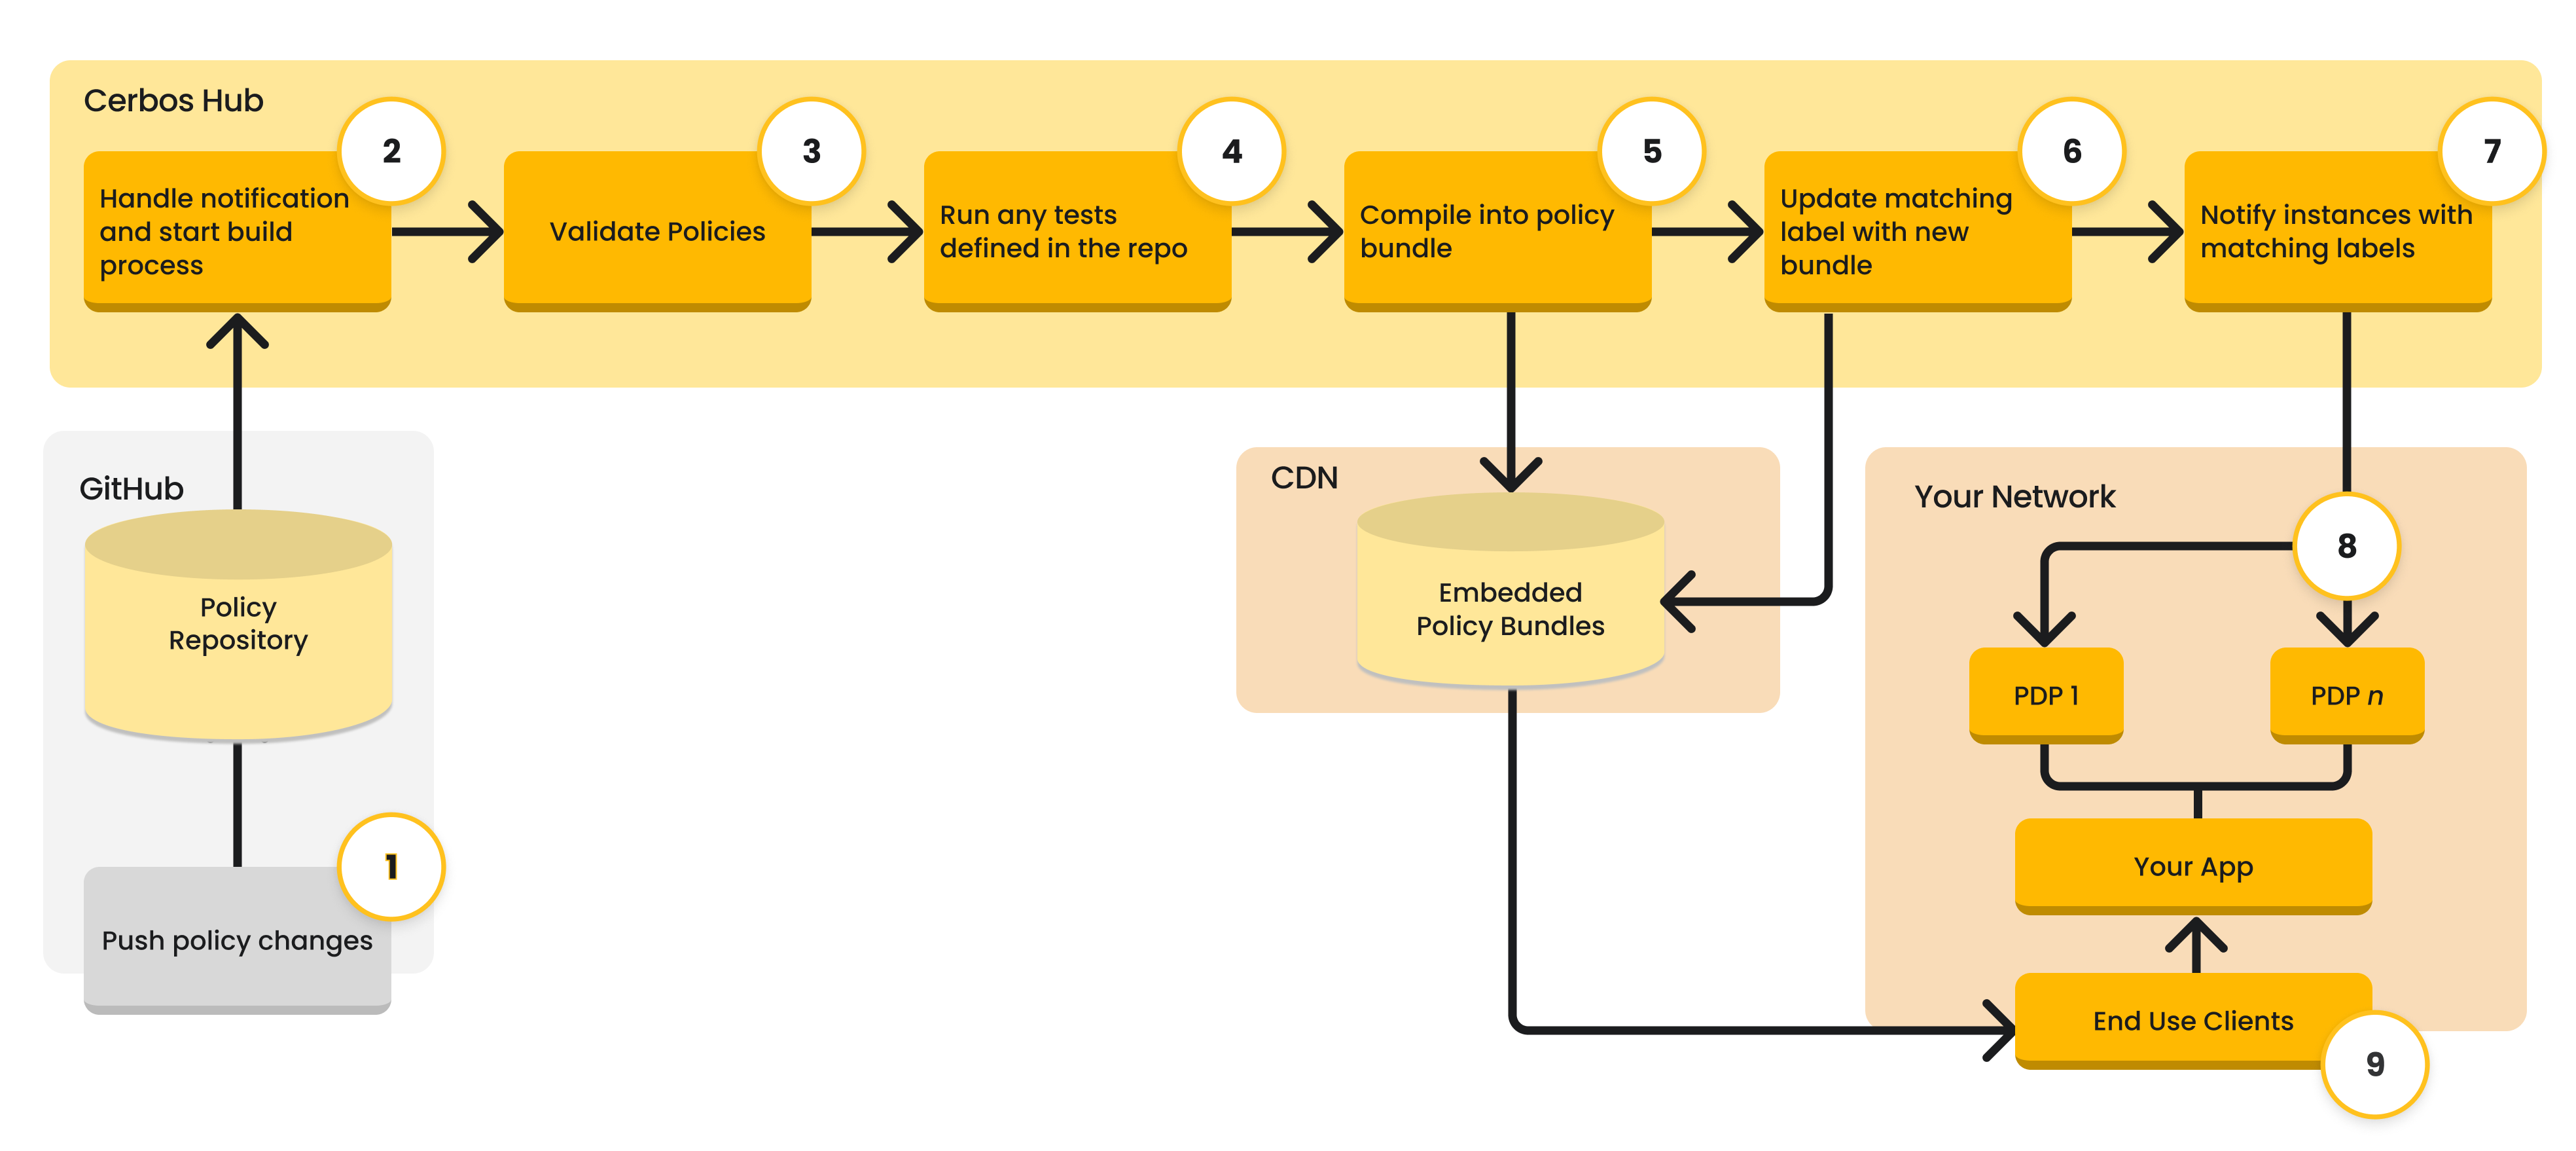 Cerbos Hub
2
Handle notification
and start build
process
3
Validate Policies
4
Run any tests
defined in the repo
5
Compile into policy
bundle
6
Update matching
label with new
bundle
7
Notify instances with
matching labels
GitHub
Policy
Repository
1
Push policy changes
CDN
Embedded
Policy Bundles
Your Network
8
PDP 1
PDP n
Your App
End Use Clients
9